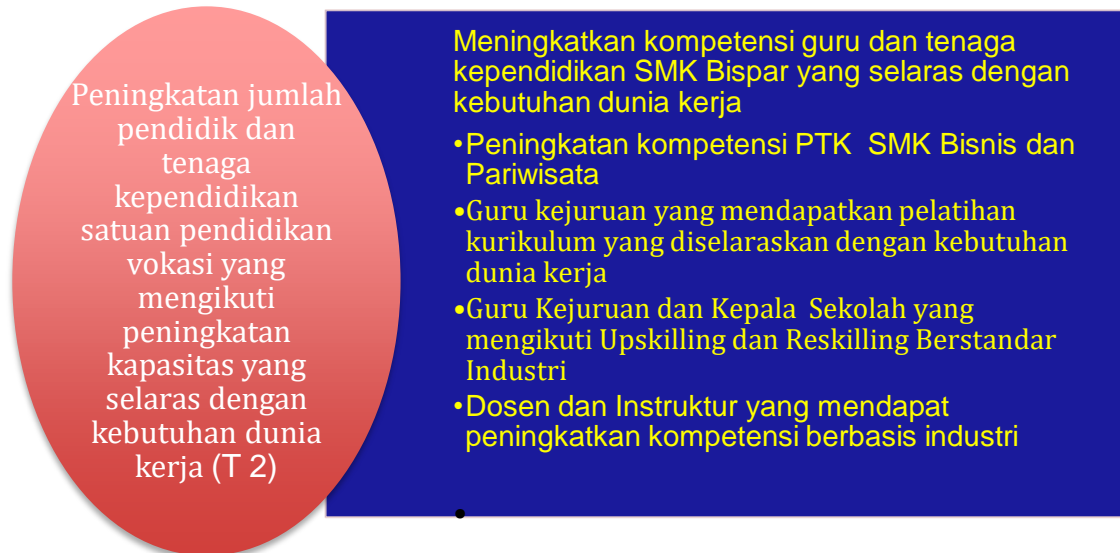 Peningkatan jumlah
pendidik dan
tenaga
kependidikan
satuan pendidikan
vokasi yang
mengikuti
peningkatan
kapasitas yang
selaras dengan
kebutuhan dunia
kerja (T 2)
Meningkatkan kompetensi guru dan tenaga
kependidikan SMK Bispar yang selaras dengan
kebutuhan dunia kerja
•Peningkatan kompetensi PTK SMK Bisnis dan
Pariwisata
•Guru kejuruan yang mendapatkan pelatihan
kurikulum yang diselaraskan dengan kebutuhan
dunia kerja
•Guru Kejuruan dan Kepala Sekolah yang
mengikuti Upskilling dan Reskilling Berstandar
Industri
•Dosen dan Instruktur yang mendapat
peningkatkan kompetensi berbasis industri
•